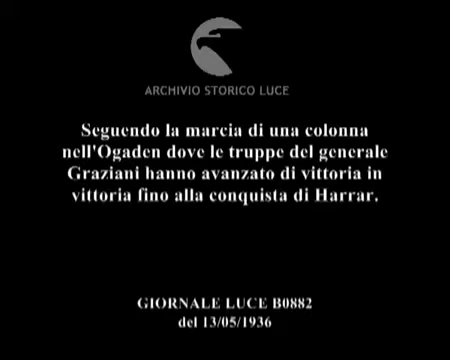 ARCHIVIO STORICO LUCE
Seguendo la marcia di una colonna
nell'Ogaden dove le truppe del generale
Graziani hanno avanzato di vittoria in
vittoria fino alla conquista di Harrar.
GIORNALE LUCE B0882
del 13/05/1936